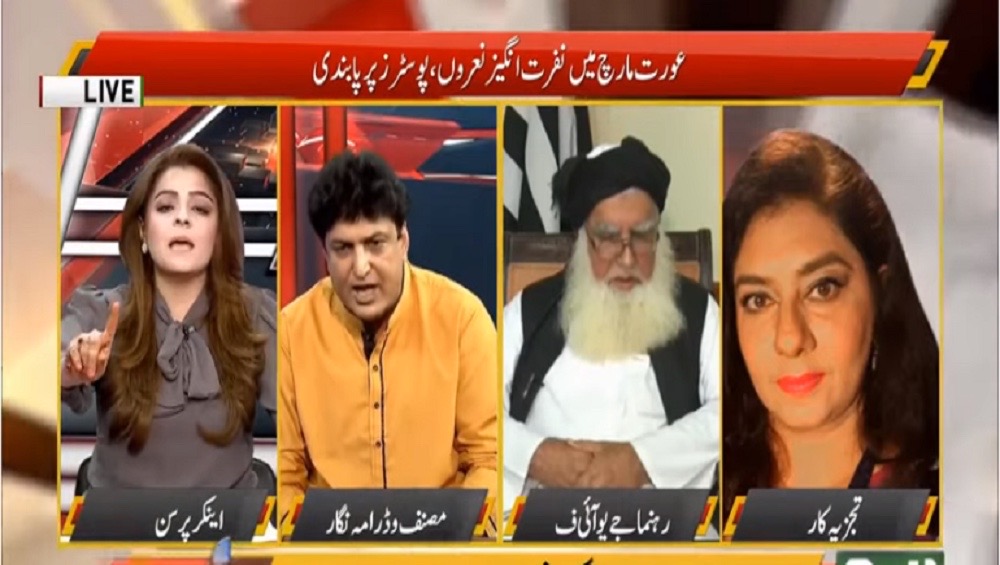 عورت مارچ میں نفرت انگیز نعروں، پوسٹرز پر پابندی
LIVE
اینکر پرسن
مصنف و ڈرامہ نگار
رہنما جے یو آئی ف
تجزیہ کار